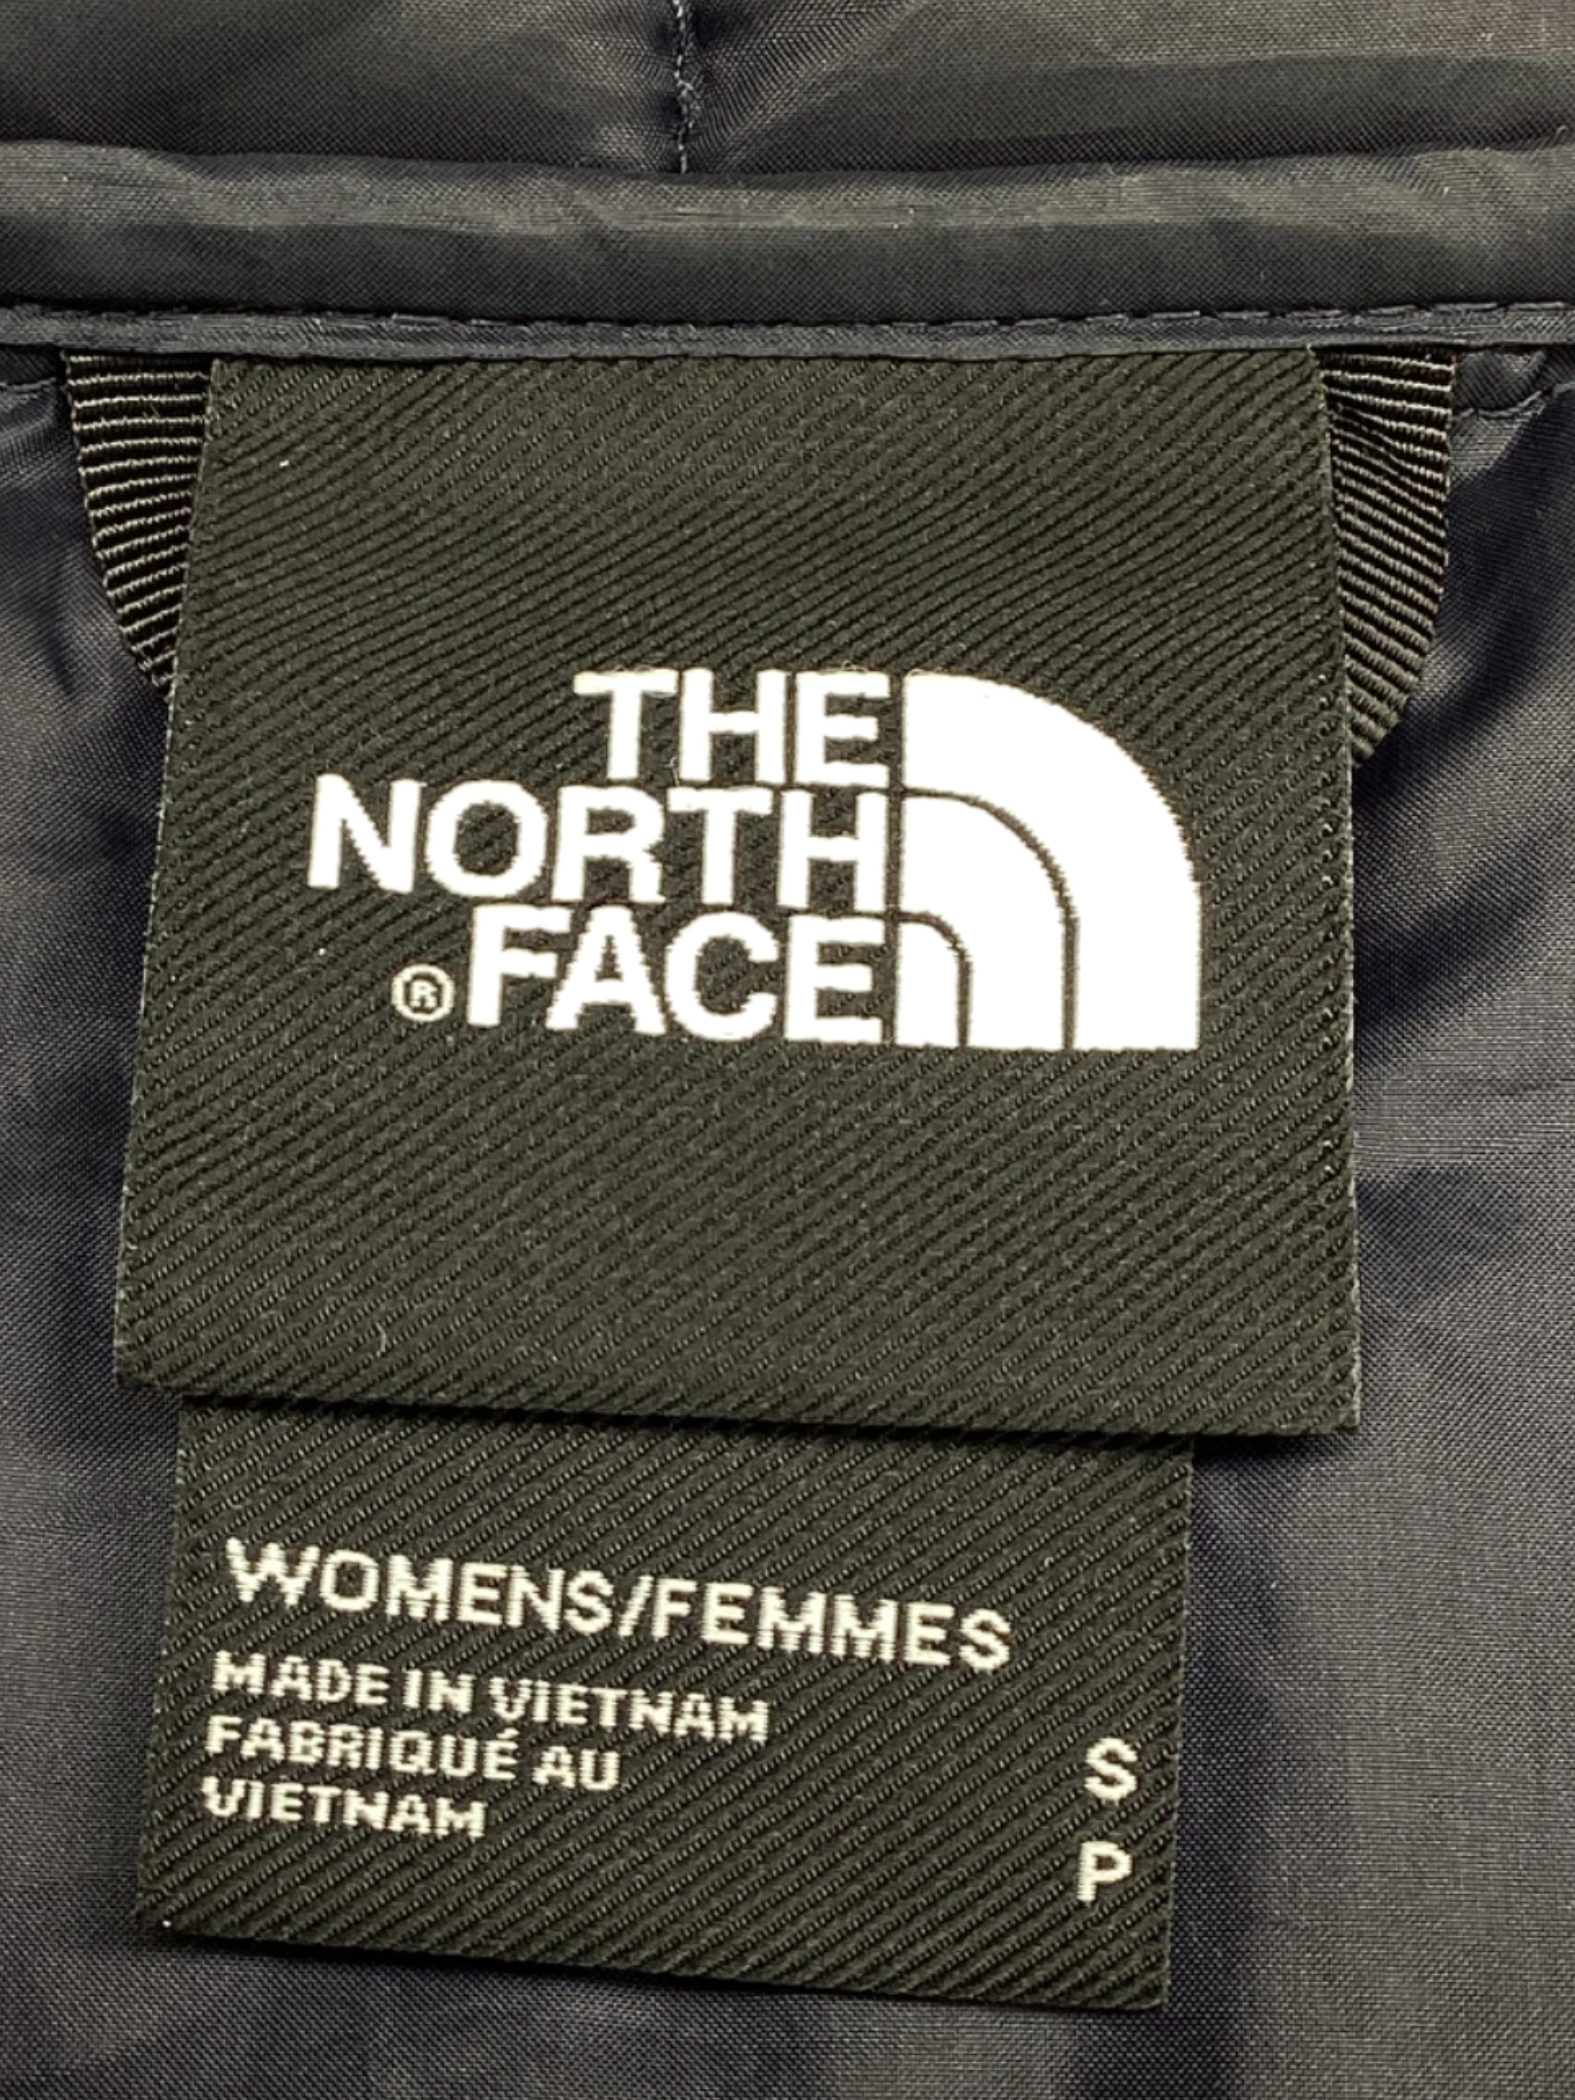 THE
NORTH
®FACE
WOMENS/FEMMES
MADE IN VIETNAM
FABRIQUÉ AU
VIETNAM
S
P